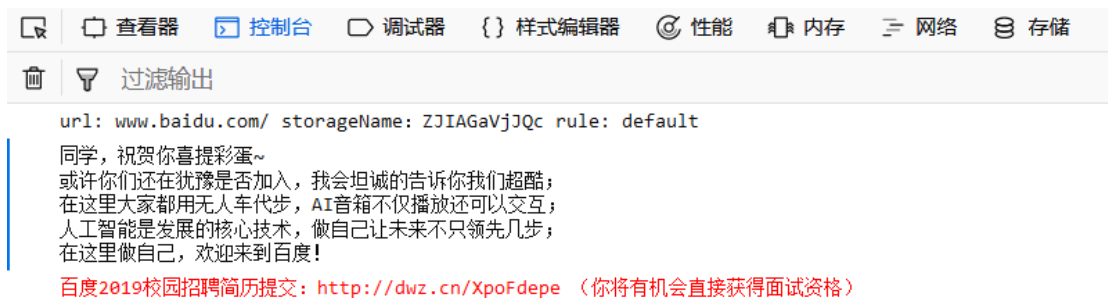 查看器 控制台 调试器 {} 样式编辑器 性能 内存 网络 存储
过滤输出
url: www.baidu.com/ storageName: ZJIAGaVjJQc rule: default
同学，祝贺你喜提彩蛋~
或许你们还在犹豫是否加入，我会坦诚的告诉你我们超酷；
在这里大家都用无人车代步，AI音箱不仅播放还可以交互；
人工智能是发展的核心技术，做自己让未来不只领先几步；
在这里做自己，欢迎来到百度！
百度2019校园招聘简历提交：http://dwz.cn/XpoFdepe （你将有机会直接获得面试资格）